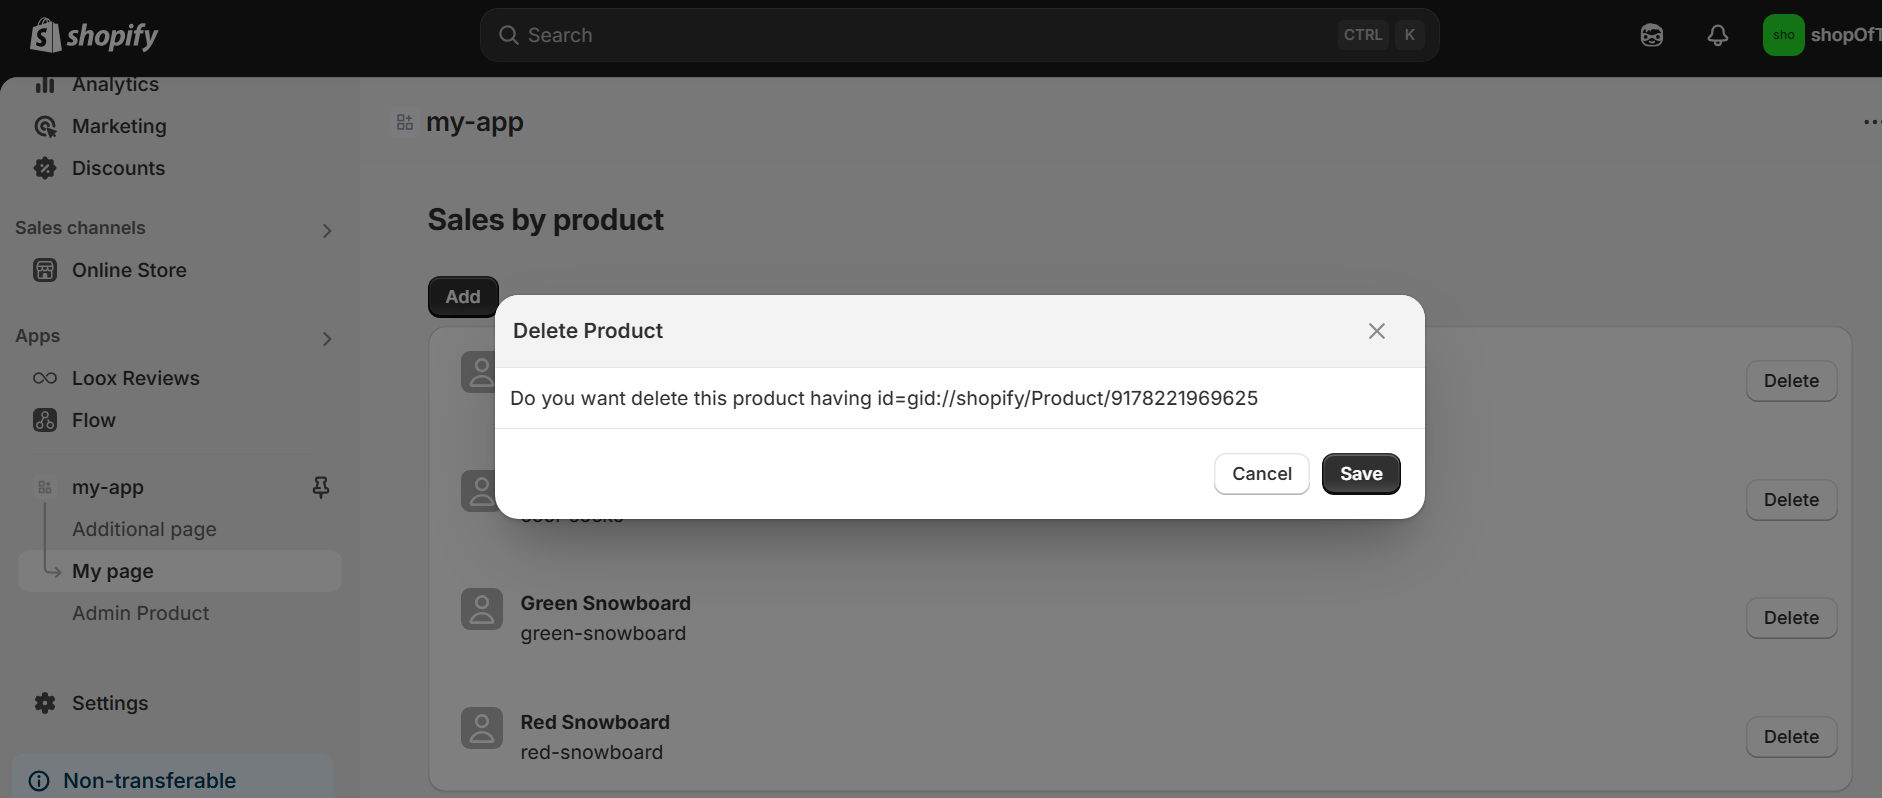 shopify
Search
CTRL K
sho
shopOfT
Analytics
Marketing
Discounts
Sales channels
Online Store
Apps
Loox Reviews
Flow
my-app
Additional page
My page
Admin Product
Settings
Non-transferable
my-app
Sales by product
Add
Delete Product
Do you want delete this product having id=gid://shopify/Product/9178221969625
Cancel
Save
Delete
Delete
Green Snowboard
green-snowboard
Delete
Red Snowboard
red-snowboard
Delete